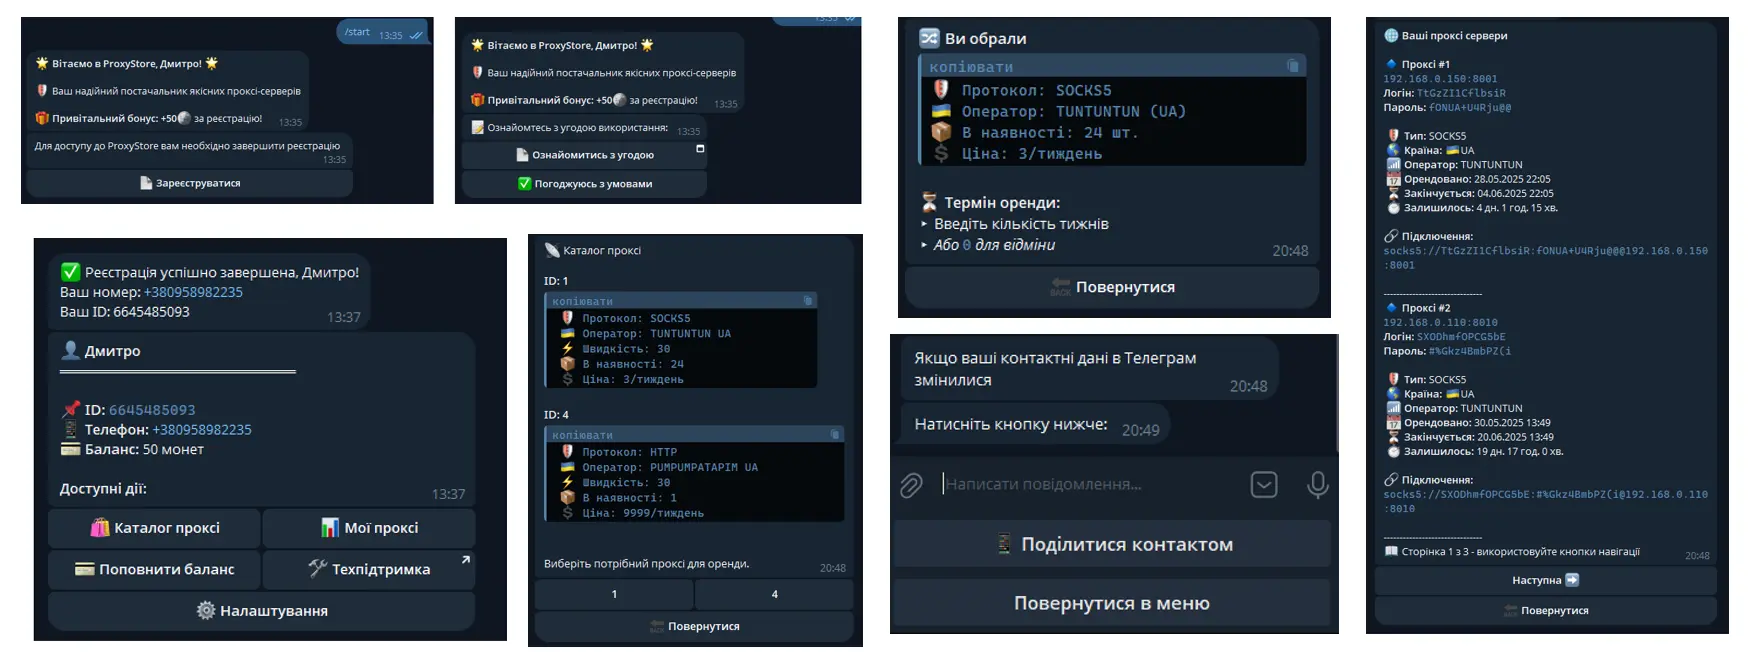 /start 13:35
Вітаємо в ProxyStore, Дмитро!
Ваш надійний постачальник якісних проксі-серверів
Привітальний бонус: +50 за реєстрацію! 13:35
Для доступу до ProxyStore вам необхідно завершити реєстрацію
13:35
Зареєструватися
13:35
Вітаємо в ProxyStore, Дмитро!
Ваш надійний постачальник якісних проксі-серверів
Привітальний бонус: +50 за реєстрацію! 13:35
Ознайомтесь з угодою використання: 13:35
Ознайомитись з угодою
Погоджуюсь з умовами
Ви обрали
копіювати
Протокол: SOCKS5
Оператор: TUNTUNTUN (UA)
В наявності: 24 шт.
Ціна: 3/тиждень
Термін оренди:
Введіть кількість тижнів
Або 0 для відміни
20:48
BACK Повернутися
Ваші проксі сервери
Проксі #1
192.168.0.150:8001
Логін: TtGzZI1CflbsiR
Пароль: fONUA+U4Rju@@
Тип: SOCKS5
Країна: UA
Оператор: TUNTUNTUN
Орендовано: 28.05.2025 22:05
Закінчується: 04.06.2025 22:05
Залишилось: 4 дн. 1 год. 15 хв.
Підключення:
socks5://TtGzZI1CflbsiR:fONUA+U4Rju@@@192.168.0.150
:8001
------------------------------
Проксі #2
192.168.0.110:8010
Логін: SXODhmfOPCG5bE
Пароль: #%Gkz4BmbPZ(i
Тип: SOCKS5
Країна: UA
Оператор: TUNTUNTUN
Орендовано: 30.05.2025 13:49
Закінчується: 20.06.2025 13:49
Залишилось: 19 дн. 17 год. 0 хв.
Підключення:
socks5://SXODhmfOPCG5bE:#%Gkz4BmbPZ(i@192.168.0.110
:8010
------------------------------
Сторінка 1 з 3 - використовуйте кнопки навігації
20:48
Наступна
BACK Повернутися
Реєстрація успішно завершена, Дмитро!
Ваш номер: +380958982235
Ваш ID: 6645485093
13:37
Дмитро
ID: 6645485093
Телефон: +380958982235
Баланс: 50 монет
Доступні дії:
13:37
Каталог проксі
Мої проксі
Поповнити баланс
Техпідтримка
Налаштування
Каталог проксі
ID: 1
копіювати
Протокол: SOCKS5
Оператор: TUNTUNTUN UA
Швидкість: 30
В наявності: 24
Ціна: 3/тиждень
ID: 4
копіювати
Протокол: HTTP
Оператор: PUMPUMPATAPIM UA
Швидкість: 30
В наявності: 1
Ціна: 9999/тиждень
Виберіть потрібний проксі для оренди.
20:48
1
4
BACK Повернутися
Якщо ваші контактні дані в Телеграм
змінилися
20:48
Натисніть кнопку нижче: 20:49
Написати повідомлення...
Поділитися контактом
Повернутися в меню